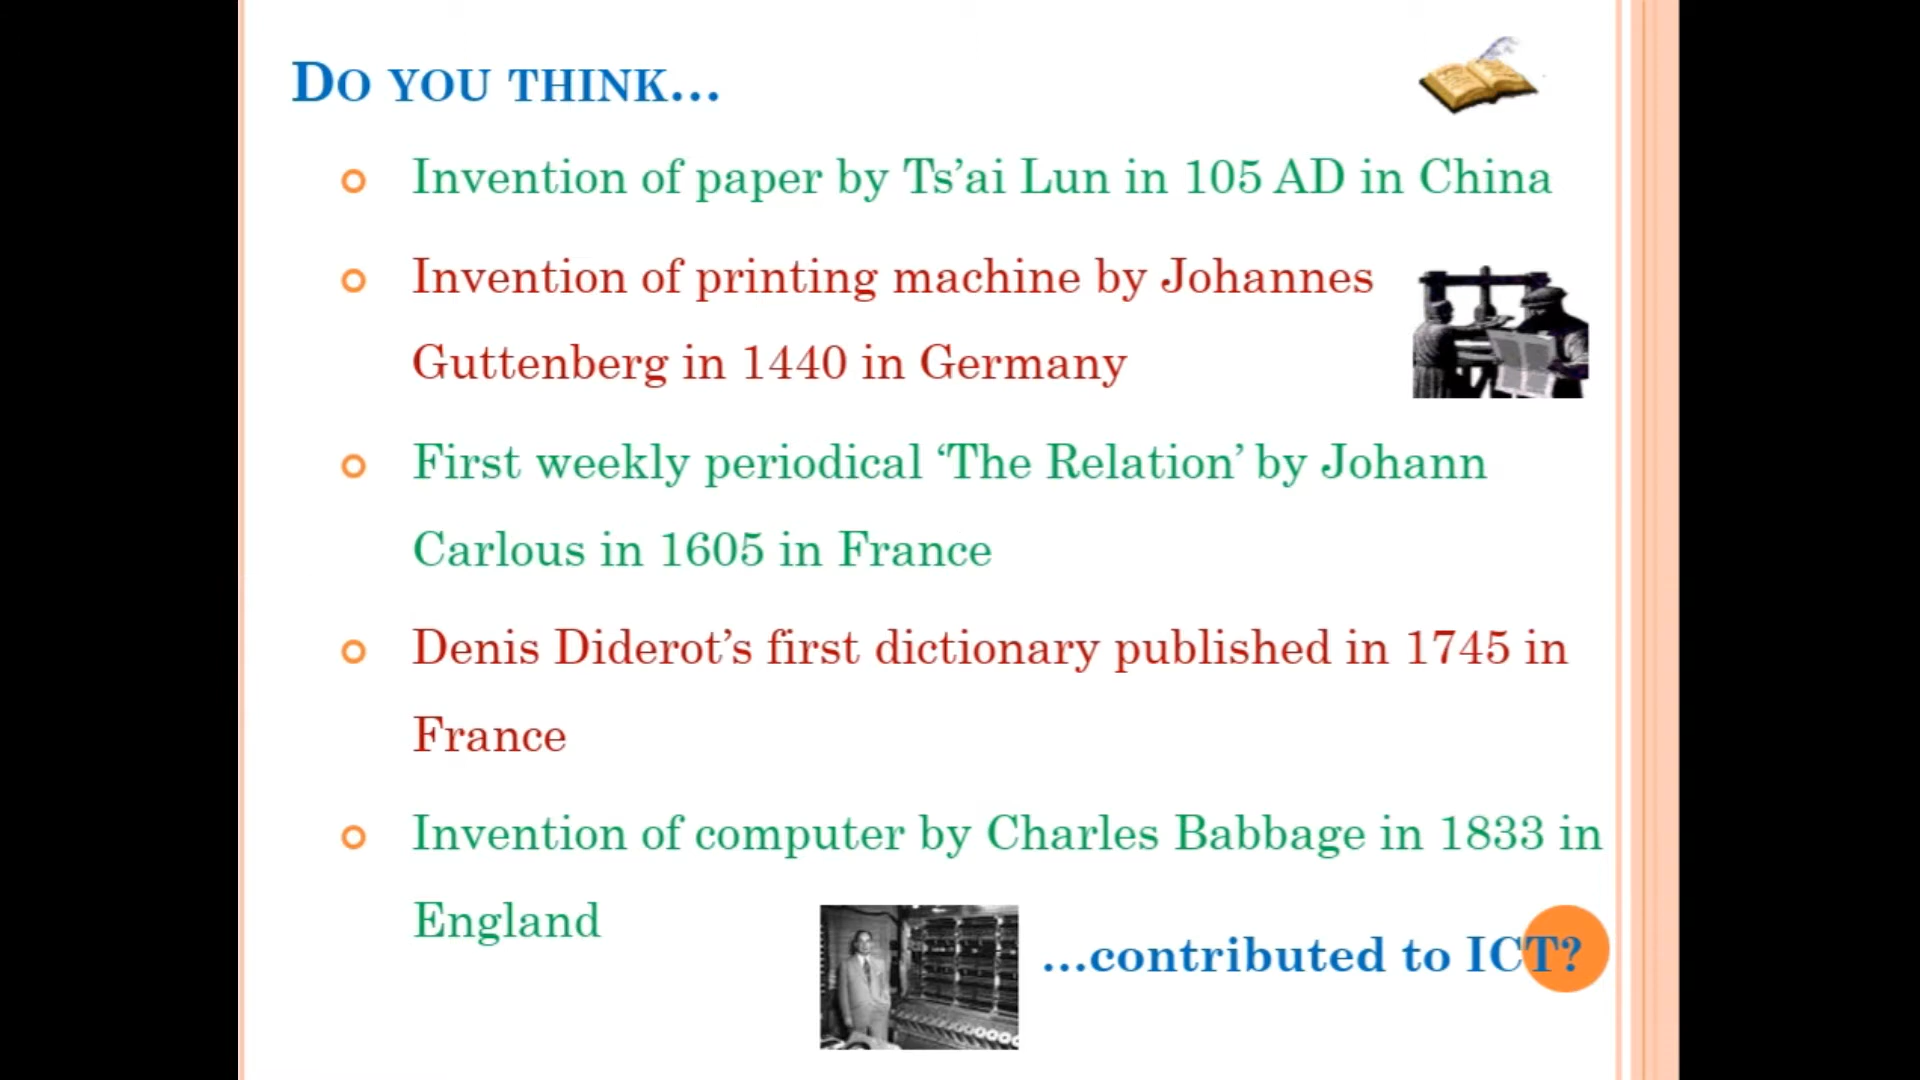 DO YOU THINK…
Invention of paper by Ts’ai Lun in 105 AD in China
Invention of printing machine by Johannes
Guttenberg in 1440 in Germany
First weekly periodical ‘The Relation’ by Johann
Carlous in 1605 in France
Denis Diderot’s first dictionary published in 1745 in
France
Invention of computer by Charles Babbage in 1833 in
England
…contributed to ICT?